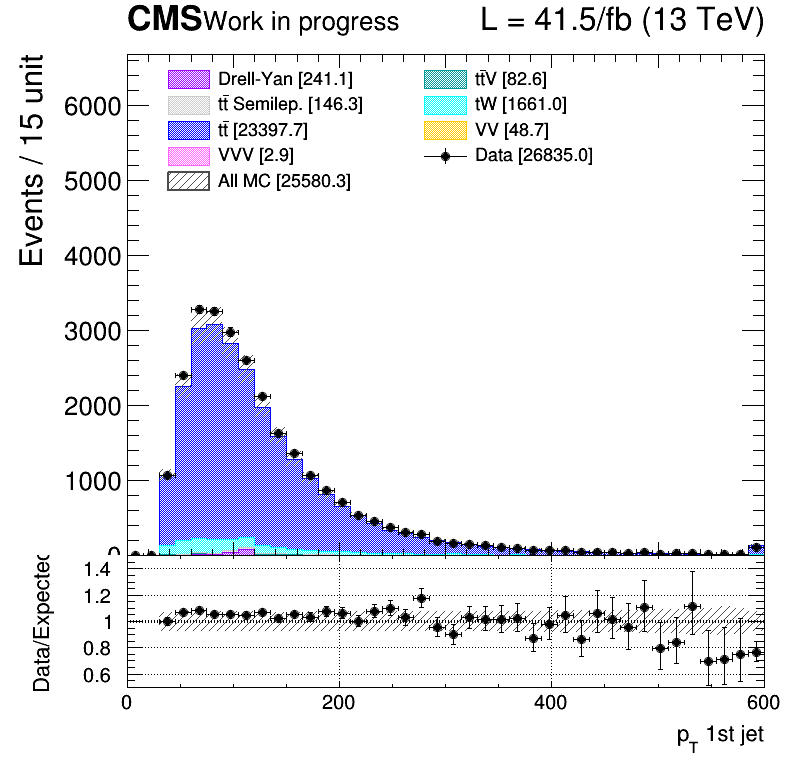 CMS Work in progress L = 41.5/fb (13 TeV)
Events / 15 unit
6000
5000
4000
3000
2000
1000
0
Drell-Yan [241.1]
tt̄ Semilep. [146.3]
tt̄ [23397.7]
VVV [2.9]
All MC [25580.3]
tt̄V [82.6]
tW [1661.0]
VV [48.7]
Data [26835.0]
Data/Expected
1.4
1.2
1
0.8
0.6
0 200 400 600
p_T 1st jet